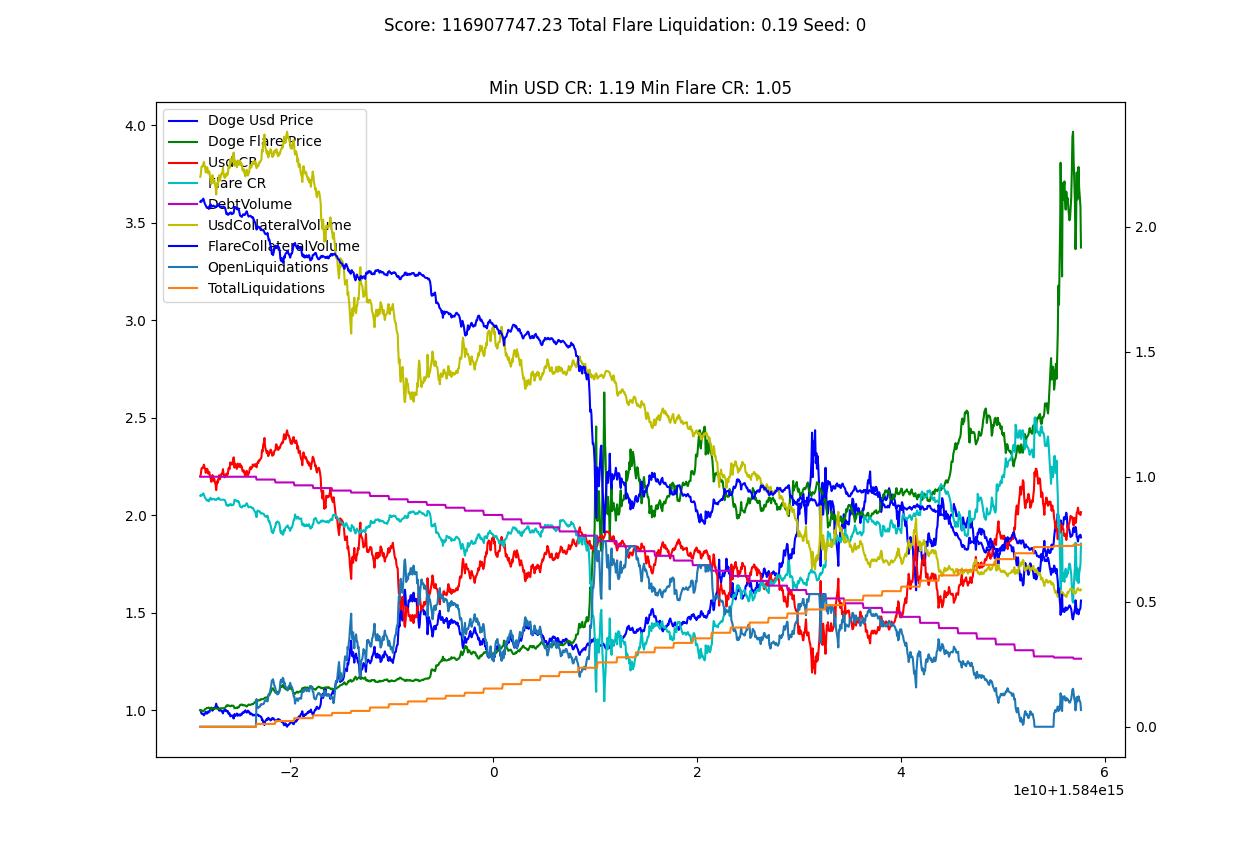 Score: 116907747.23 Total Flare Liquidation: 0.19 Seed: 0
Min USD CR: 1.19 Min Flare CR: 1.05
Doge Usd Price
Doge Flare Price
Usd CR
Flare CR
DebtVolume
UsdCollateralVolume
FlareCollateralVolume
OpenLiquidations
TotalLiquidations
4.0
3.5
3.0
2.5
2.0
1.5
1.0
2.0
1.5
1.0
0.5
0.0
−2
0
2
4
6
1e10+1.584e15